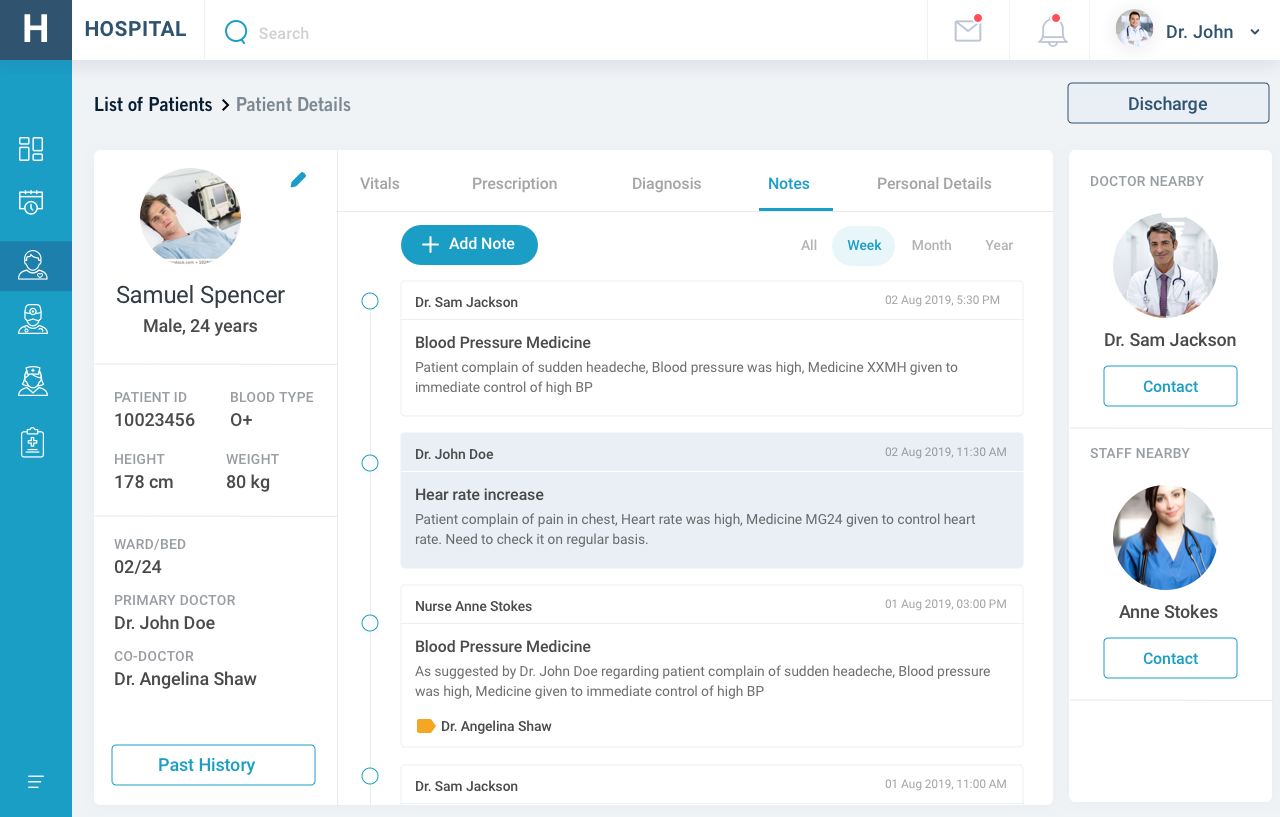 H
HOSPITAL
Search
Dr. John
List of Patients
Patient Details
Discharge
Samuel Spencer
Male, 24 years
PATIENT ID
BLOOD TYPE
10023456
O+
HEIGHT
WEIGHT
178 cm
80 kg
WARD/BED
02/24
PRIMARY DOCTOR
Dr. John Doe
CO-DOCTOR
Dr. Angelina Shaw
Past History
Vitals
Prescription
Diagnosis
Notes
Personal Details
Add Note
All
Week
Month
Year
Dr. Sam Jackson
02 Aug 2019, 5:30 PM
Blood Pressure Medicine
Patient complain of sudden headeche, Blood pressure was high, Medicine XXMH given to
immediate control of high BP
Dr. John Doe
02 Aug 2019, 11:30 AM
Hear rate increase
Patient complain of pain in chest, Heart rate was high, Medicine MG24 given to control heart
rate. Need to check it on regular basis.
Nurse Anne Stokes
01 Aug 2019, 03:00 PM
Blood Pressure Medicine
As suggested by Dr. John Doe regarding patient complain of sudden headeche, Blood pressure
was high, Medicine given to immediate control of high BP
Dr. Angelina Shaw
Dr. Sam Jackson
01 Aug 2019, 11:00 AM
DOCTOR NEARBY
Dr. Sam Jackson
Contact
STAFF NEARBY
Anne Stokes
Contact